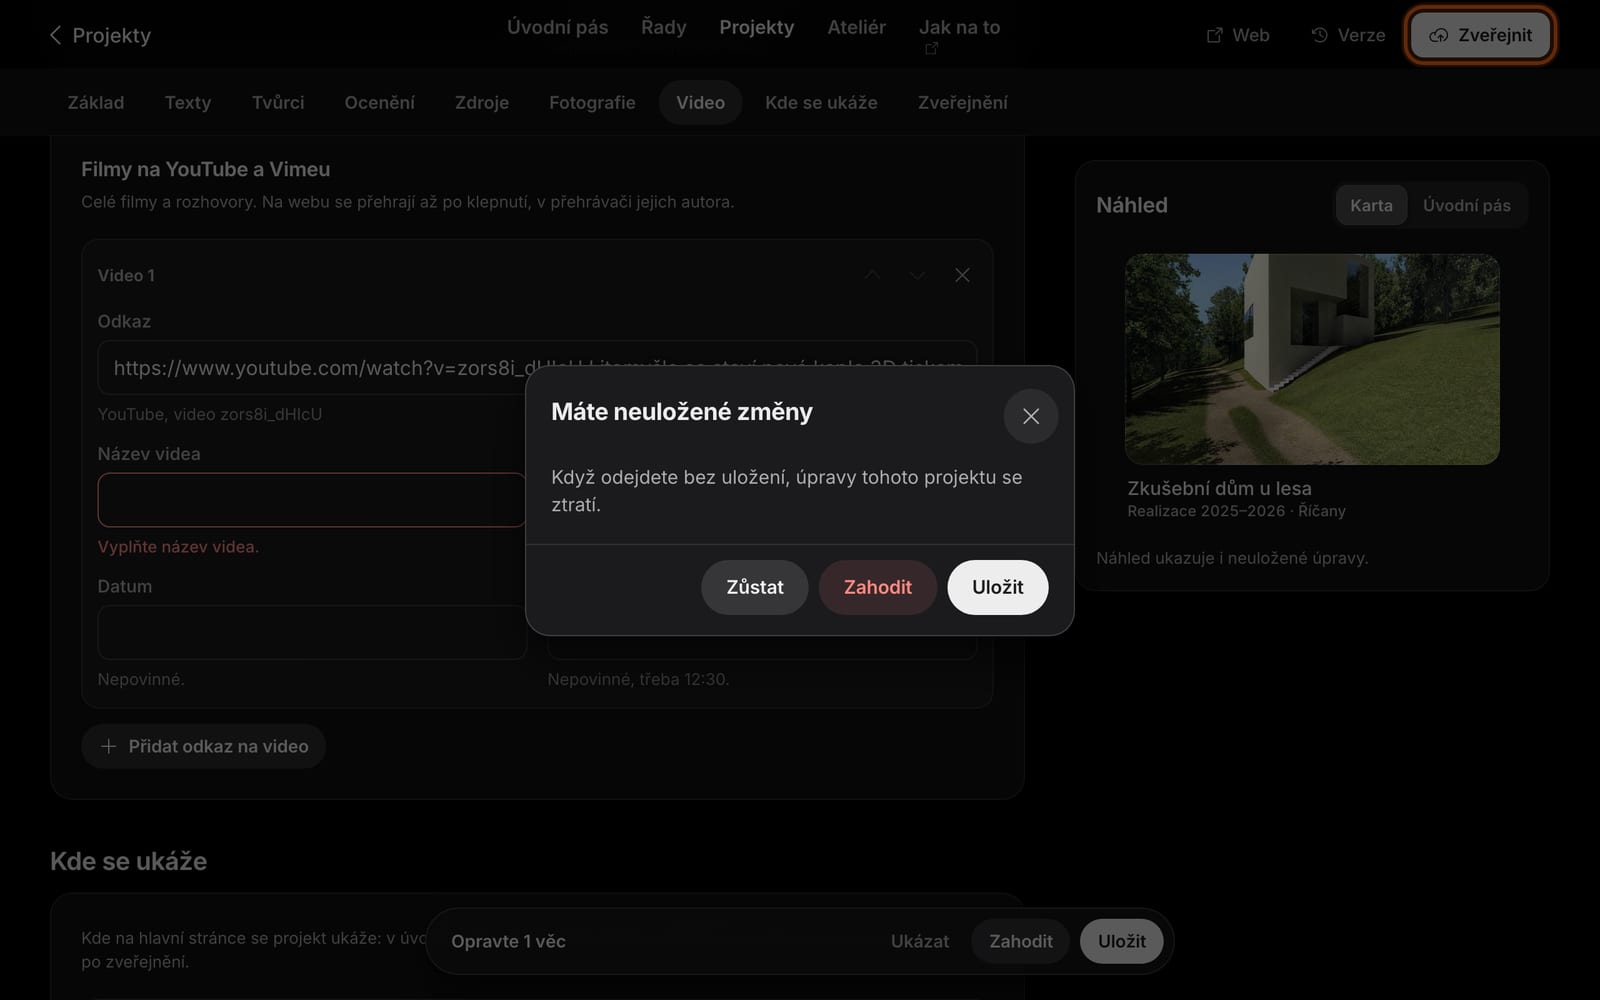 Projekty
Úvodní pás
Řady
Projekty
Ateliér
Jak na to
Web
Verze
Zveřejnit
Základ
Texty
Tvůrci
Ocenění
Zdroje
Fotografie
Video
Kde se ukáže
Zveřejnění
Filmy na YouTube a Vimeu
Celé filmy a rozhovory. Na webu se přehrají až po klepnutí, v přehrávači jejich autora.
Video 1
Odkaz
https://www.youtube.com/watch?v=zors8i_dHIcU
YouTube, video zors8i_dHIcU
Název videa
Vyplňte název videa.
Datum
Nepovinné.
Nepovinné, třeba 12:30.
Přidat odkaz na video
Máte neuložené změny
Když odejdete bez uložení, úpravy tohoto projektu se
ztratí.
Zůstat
Zahodit
Uložit
Náhled
Karta
Úvodní pás
Zkušební dům u lesa
Realizace 2025–2026 · Říčany
Náhled ukazuje i neuložené úpravy.
Kde se ukáže
Kde na hlavní stránce se projekt ukáže: v úvo
po zveřejnění.
Opravte 1 věc
Ukázat
Zahodit
Uložit